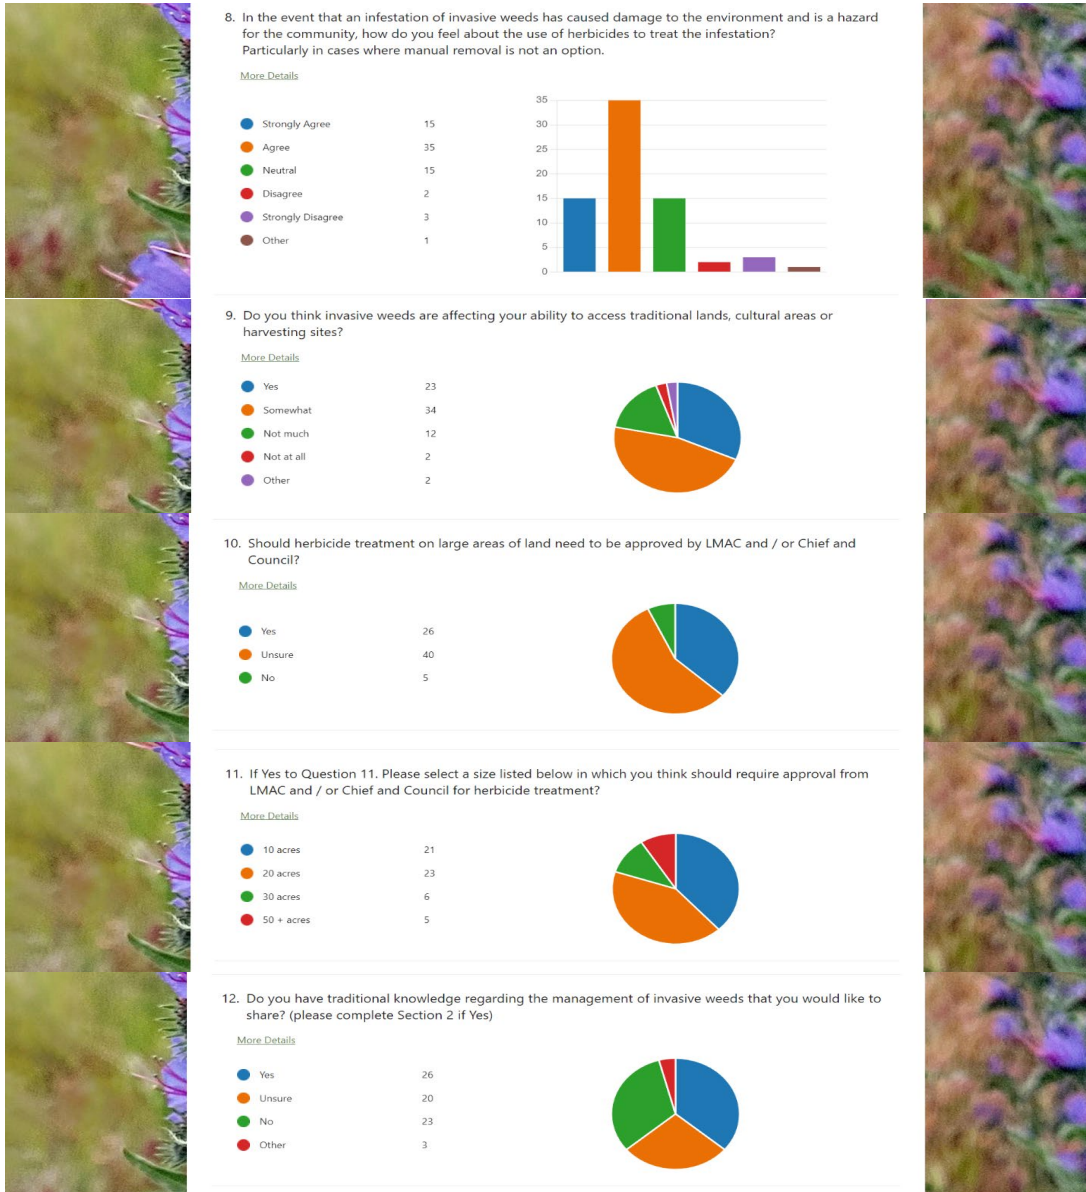 8. In the event that an infestation of invasive weeds has caused damage to the environment and is a hazard
for the community, how do you feel about the use of herbicides to treat the infestation?
Particularly in cases where manual removal is not an option.
More Details
Strongly Agree 15
Agree 35
Neutral 15
Disagree 2
Strongly Disagree 3
Other 1
35
30
25
20
15
10
5
0
9. Do you think invasive weeds are affecting your ability to access traditional lands, cultural areas or
harvesting sites?
More Details
Yes 23
Somewhat 34
Not much 12
Not at all 2
Other 2
10. Should herbicide treatment on large areas of land need to be approved by LMAC and / or Chief and
Council?
More Details
Yes 26
Unsure 40
No 5
11. If Yes to Question 11. Please select a size listed below in which you think should require approval from
LMAC and / or Chief and Council for herbicide treatment?
More Details
10 acres 21
20 acres 23
30 acres 6
50 + acres 5
12. Do you have traditional knowledge regarding the management of invasive weeds that you would like to
share? (please complete Section 2 if Yes)
More Details
Yes 26
Unsure 20
No 23
Other 3